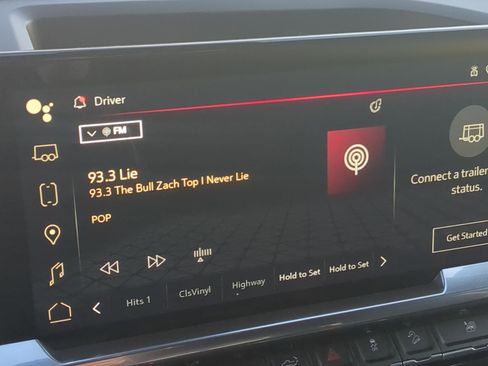 Driver
FM
93.3 Lie
93.3 The Bull Zach Top I Never Lie
POP
Connect a trailer
status.
Get Started
Hits 1
ClsVinyl
Highway
Hold to Set
Hold to Set